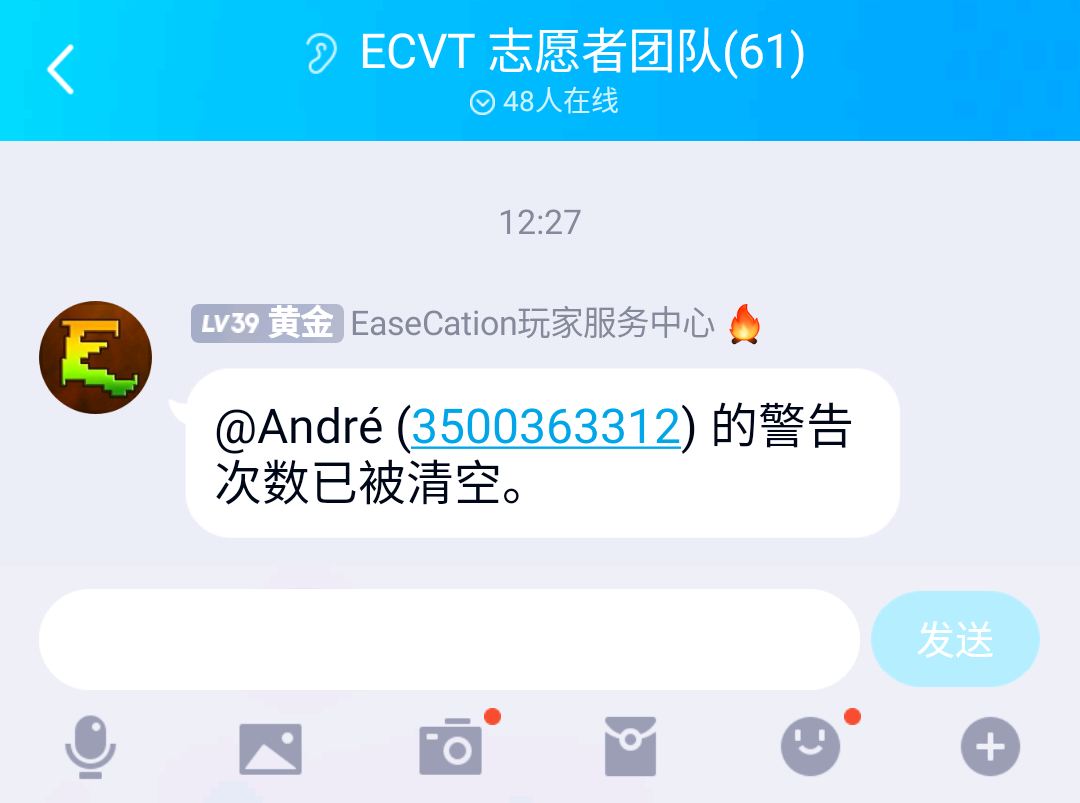 ECVT 志愿者团队(61)
48人在线
12:27
LV39 黄金 EaseCation玩家服务中心 🔥
@André (3500363312) 的警告
次数已被清空。
发送